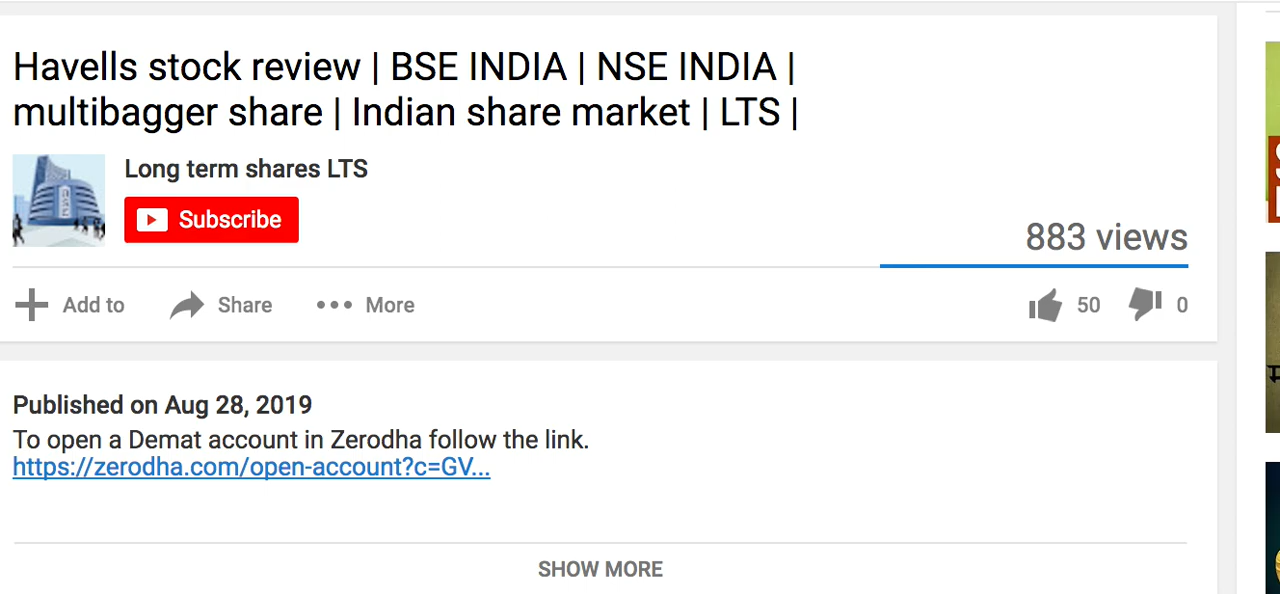 Havells stock review | BSE INDIA | NSE INDIA |
multibagger share | Indian share market | LTS |
Long term shares LTS
Subscribe
883 views
Add to
Share
More
50
0
Published on Aug 28, 2019
To open a Demat account in Zerodha follow the link.
https://zerodha.com/open-account?c=GV...
SHOW MORE